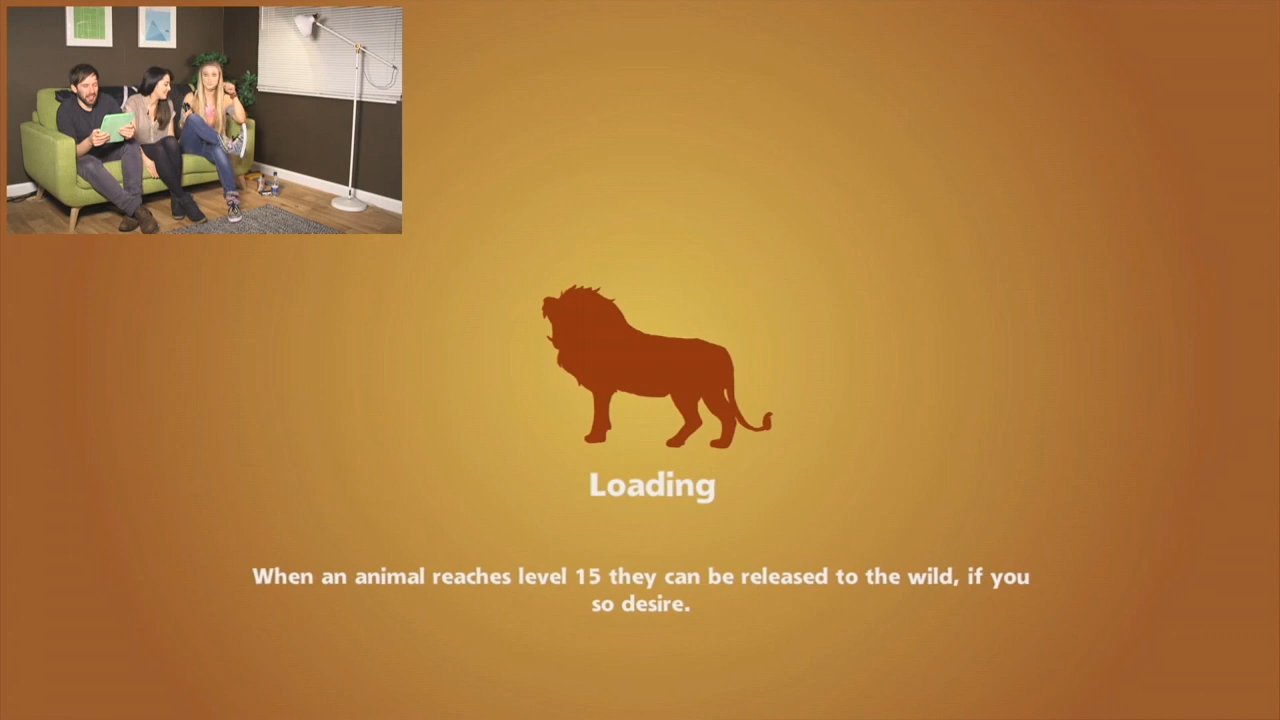 Loading
When an animal reaches level 15 they can be released to the wild, if you
so desire.